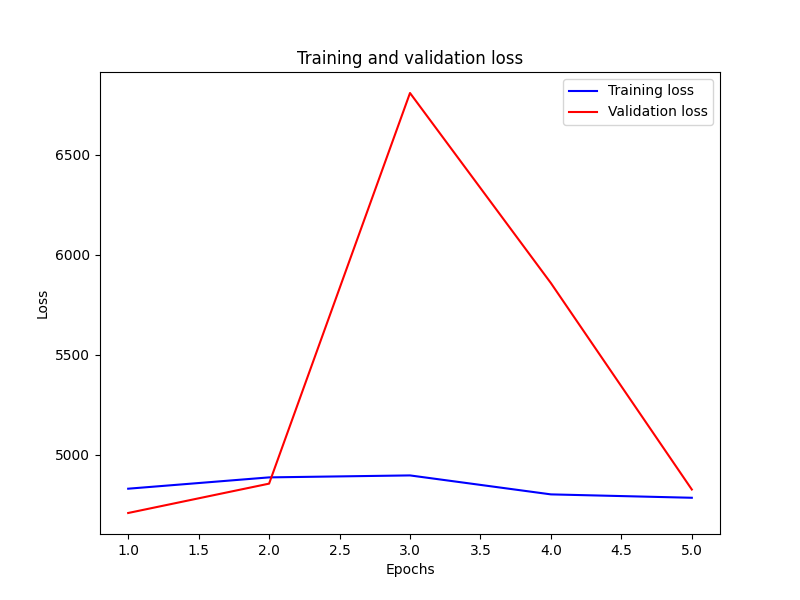 Training and validation loss
Training loss
Validation loss
6500
6000
5500
5000
Loss
1.0 1.5 2.0 2.5 3.0 3.5 4.0 4.5 5.0
Epochs